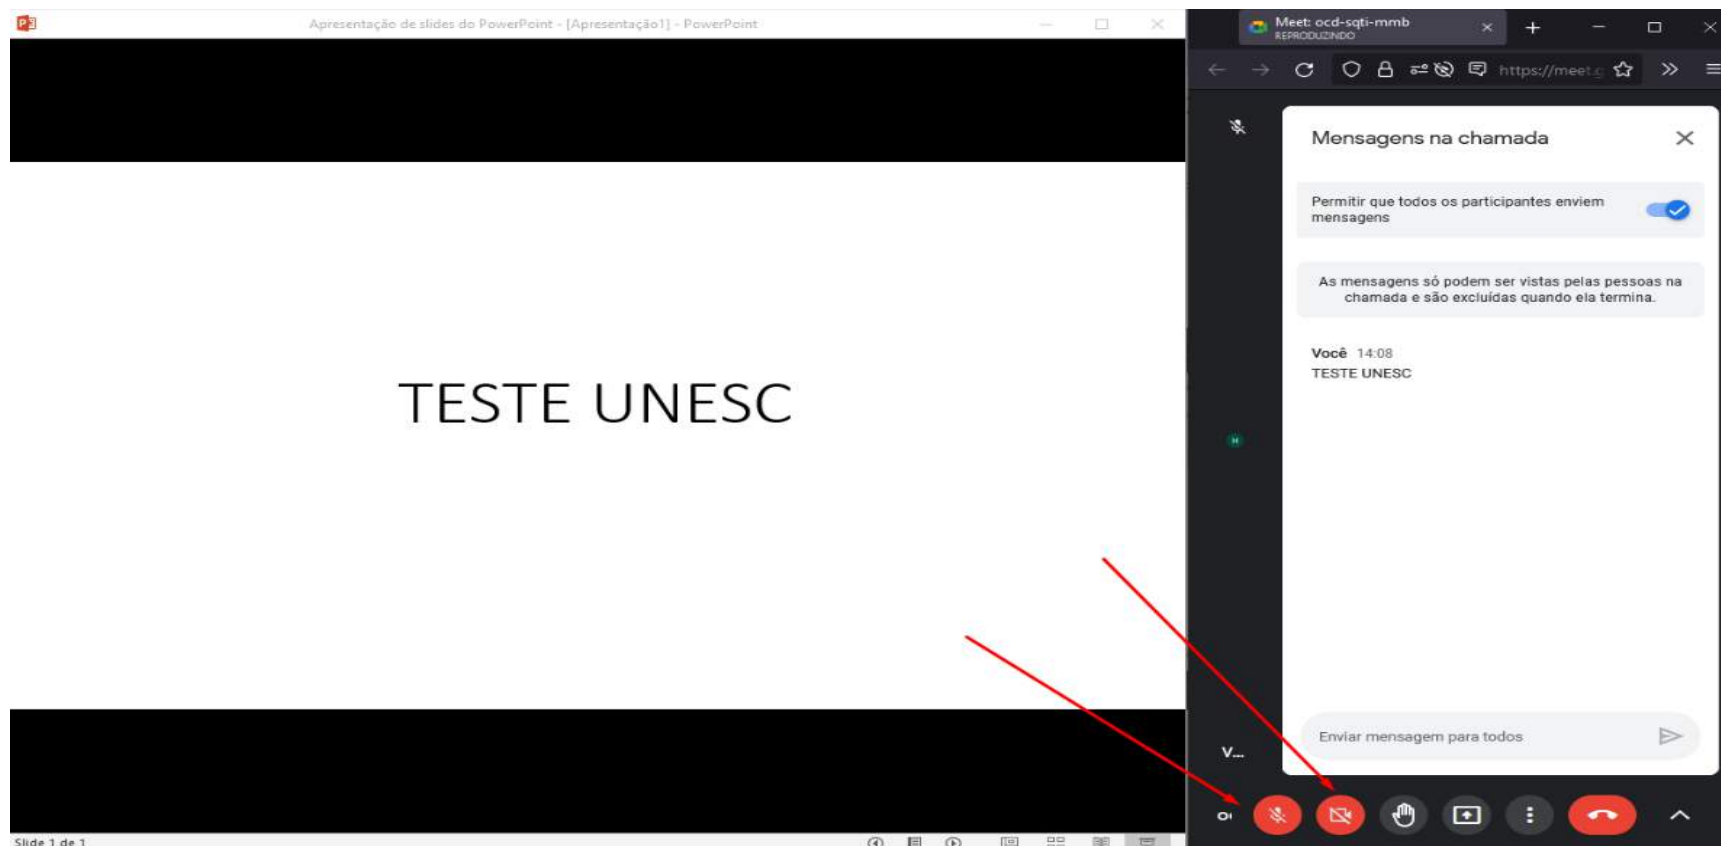 Apresentação de slides do PowerPoint - [Apresentação1] - PowerPoint
TESTE UNESC
Slide 1 de 1
Meet: ocd-sqti-mmb
REPRODUZINDO
https://meet.g
Mensagens na chamada
Permitir que todos os participantes enviem
mensagens
As mensagens só podem ser vistas pelas pessoas na
chamada e são excluídas quando ela termina.
Você 14:08
TESTE UNESC
H
Enviar mensagem para todos
V...